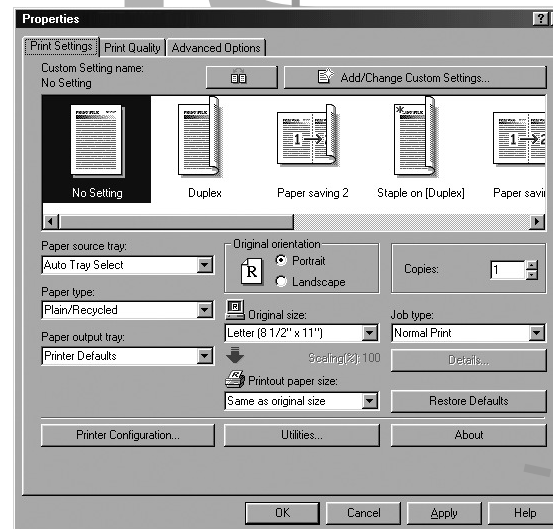 Properties
Print Settings Print Quality Advanced Options
Custom Setting name:
No Setting
Add/Change Custom Settings...
1 2 1 2
No Setting Duplex Paper saving 2 Staple on [Duplex] Paper savi
Paper source tray:
Auto Tray Select
Paper type:
Plain/Recycled
Paper output tray:
Printer Defaults
Original orientation
R
Portrait
Landscape
Original size:
Letter (8 1/2" x 11")
Scaling(%): 100
Printout paper size:
Same as original size
Copies: 1
Job type:
Normal Print
Details...
Restore Defaults
Printer Configuration... Utilities... About
OK Cancel Apply Help